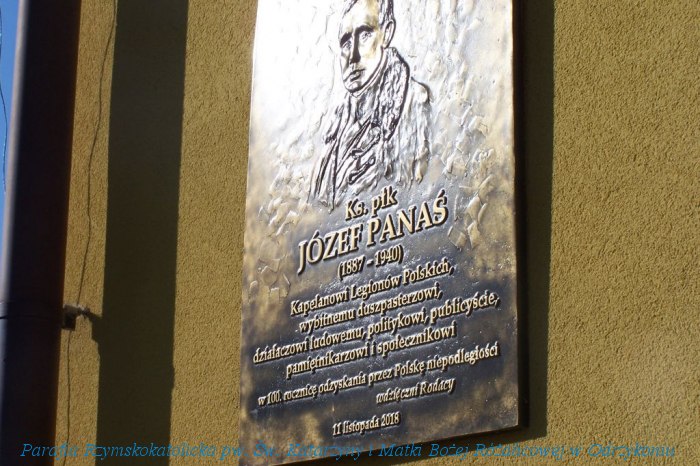 Ks. płk
JÓZEF PANAŚ
(1887 – 1940)
Kapelanowi Legionów Polskich,
wybitnemu duszpasterzowi,
działaczowi ludowemu, politykowi, publicyście,
pamiętnikarzowi i społecznikowi
w 100. rocznicę odzyskania przez Polskę niepodległości
wdzięczni Rodacy
11 listopada 2018
Parafia Rzymskokatolicka pw. Św. Katarzyny i Matki Bożej Różańcowej w Odrzykoniu